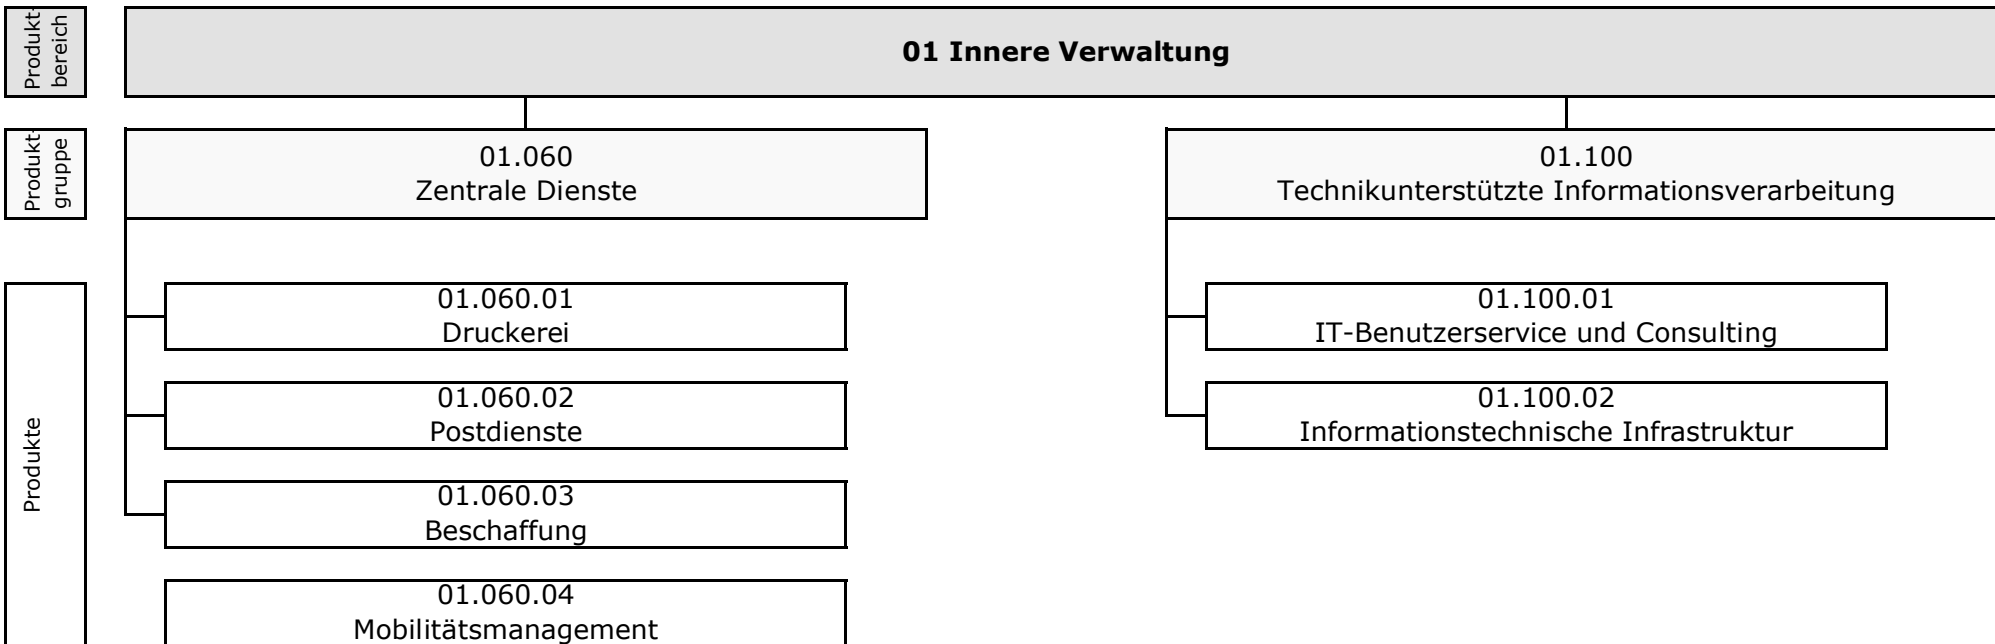 Produkt-
bereich
01 Innere Verwaltung
Produkt-
gruppe
01.060
Zentrale Dienste
01.100
Technikunterstützte Informationsverarbeitung
Produkte
01.060.01
Druckerei
01.060.02
Postdienste
01.060.03
Beschaffung
01.060.04
Mobilitätsmanagement
01.100.01
IT-Benutzerservice und Consulting
01.100.02
Informationstechnische Infrastruktur